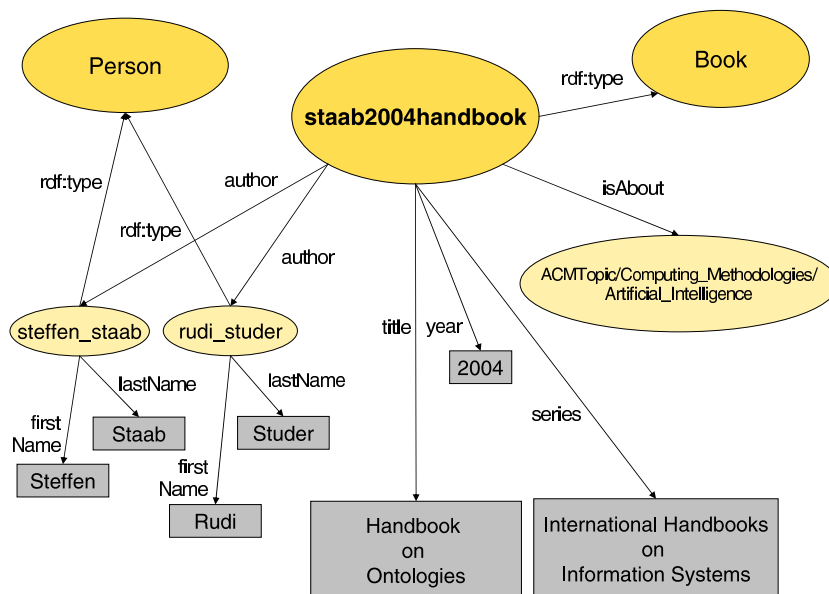 Person
Book
rdf:type
staab2004handbook
author
isAbout
rdf:type
rdf:type
author
ACMTopic/Computing_Methodologies/
Artificial_Intelligence
steffen_staab
rudi_studer
title
year
2004
lastName
lastName
first
Name
Staab
Studer
series
Steffen
first
Name
Rudi
Handbook
on
Ontologies
International Handbooks
on
Information Systems